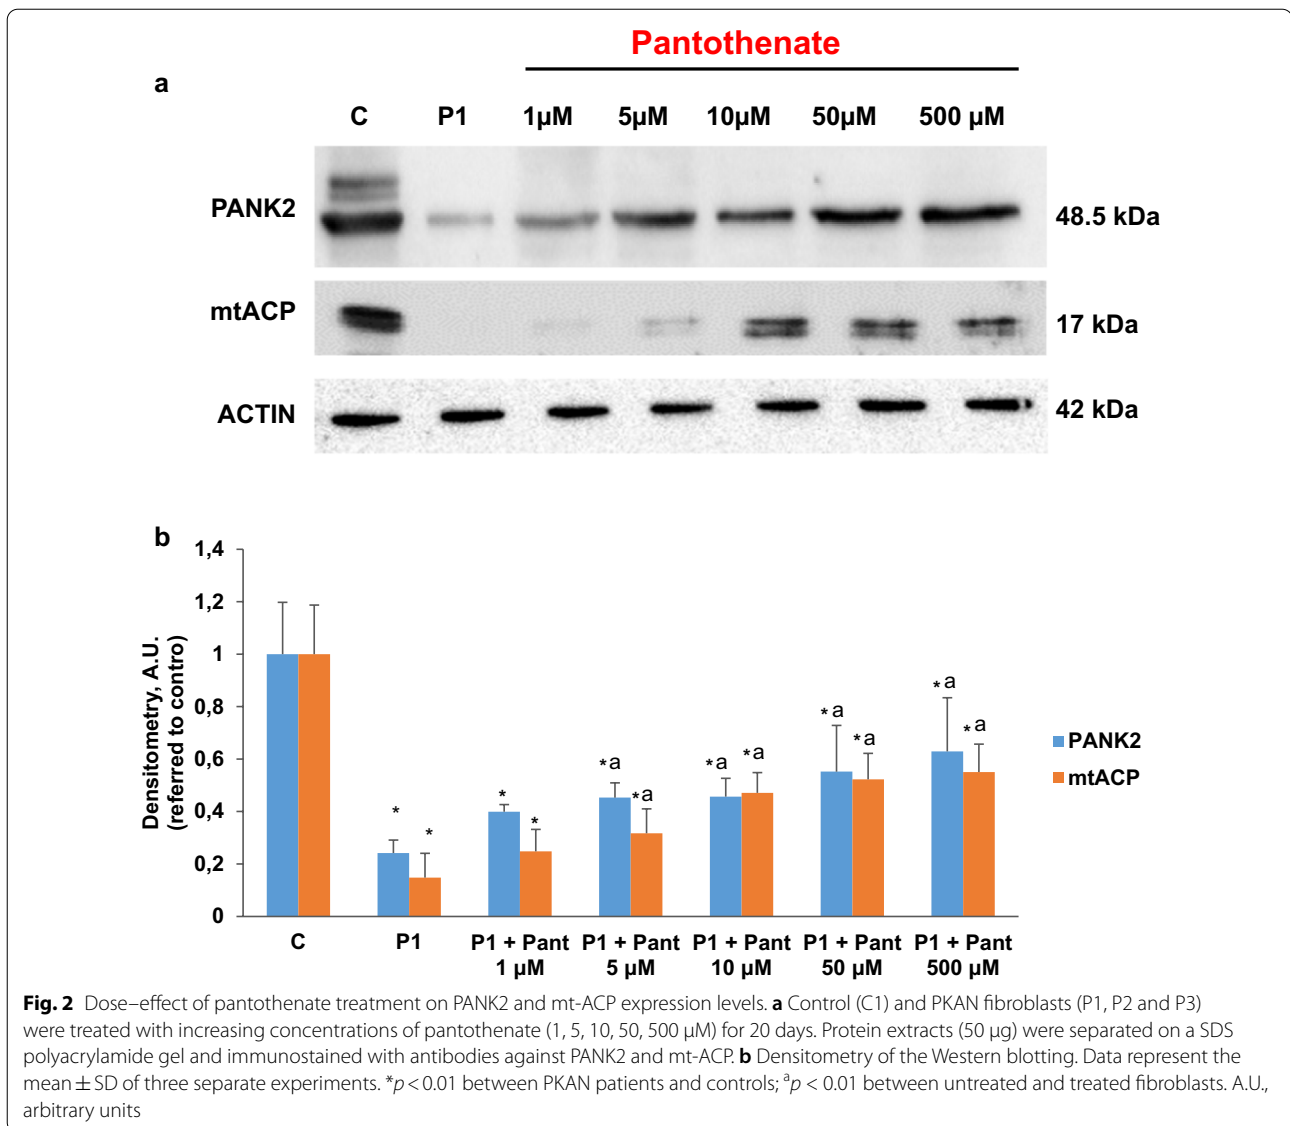 Pantothenate
a
C P1 1µM 5µM 10µM 50µM 500 µM
PANK2 48.5 kDa
mtACP 17 kDa
ACTIN 42 kDa
b
Densitometry, A.U.
(referred to contro)
1,4
1,2
1
0,8
0,6
0,4
0,2
0
* * * * *a *a *a *a *a *a *a *a
PANK2
mtACP
C P1 P1 + Pant P1 + Pant P1 + Pant P1 + Pant P1 + Pant
1 µM 5 µM 10 µM 50 µM 500 µM
Fig. 2 Dose–effect of pantothenate treatment on PANK2 and mt-ACP expression levels. a Control (C1) and PKAN fibroblasts (P1, P2 and P3)
were treated with increasing concentrations of pantothenate (1, 5, 10, 50, 500 µM) for 20 days. Protein extracts (50 µg) were separated on a SDS
polyacrylamide gel and immunostained with antibodies against PANK2 and mt-ACP. b Densitometry of the Western blotting. Data represent the
mean ± SD of three separate experiments. *p < 0.01 between PKAN patients and controls; ap < 0.01 between untreated and treated fibroblasts. A.U.,
arbitrary units